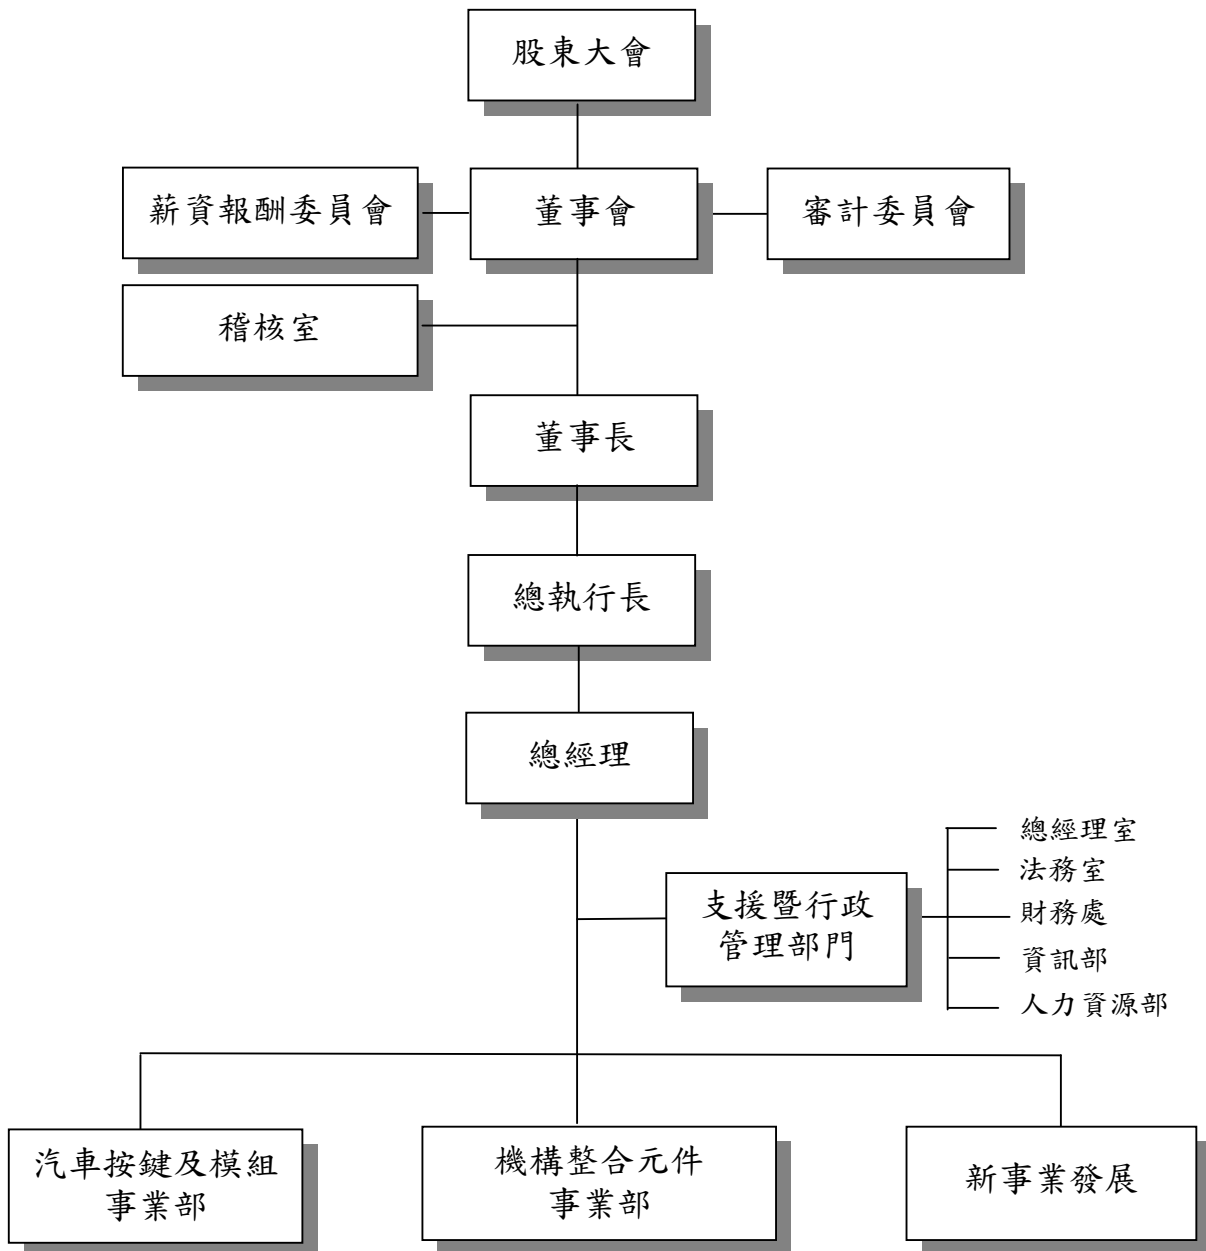 股東大會
薪資報酬委員會
董事會
審計委員會
稽核室
董事長
總執行長
總經理
支援暨行政
管理部門
總經理室
法務室
財務處
資訊部
人力資源部
汽車按鍵及模組
事業部
機構整合元件
事業部
新事業發展